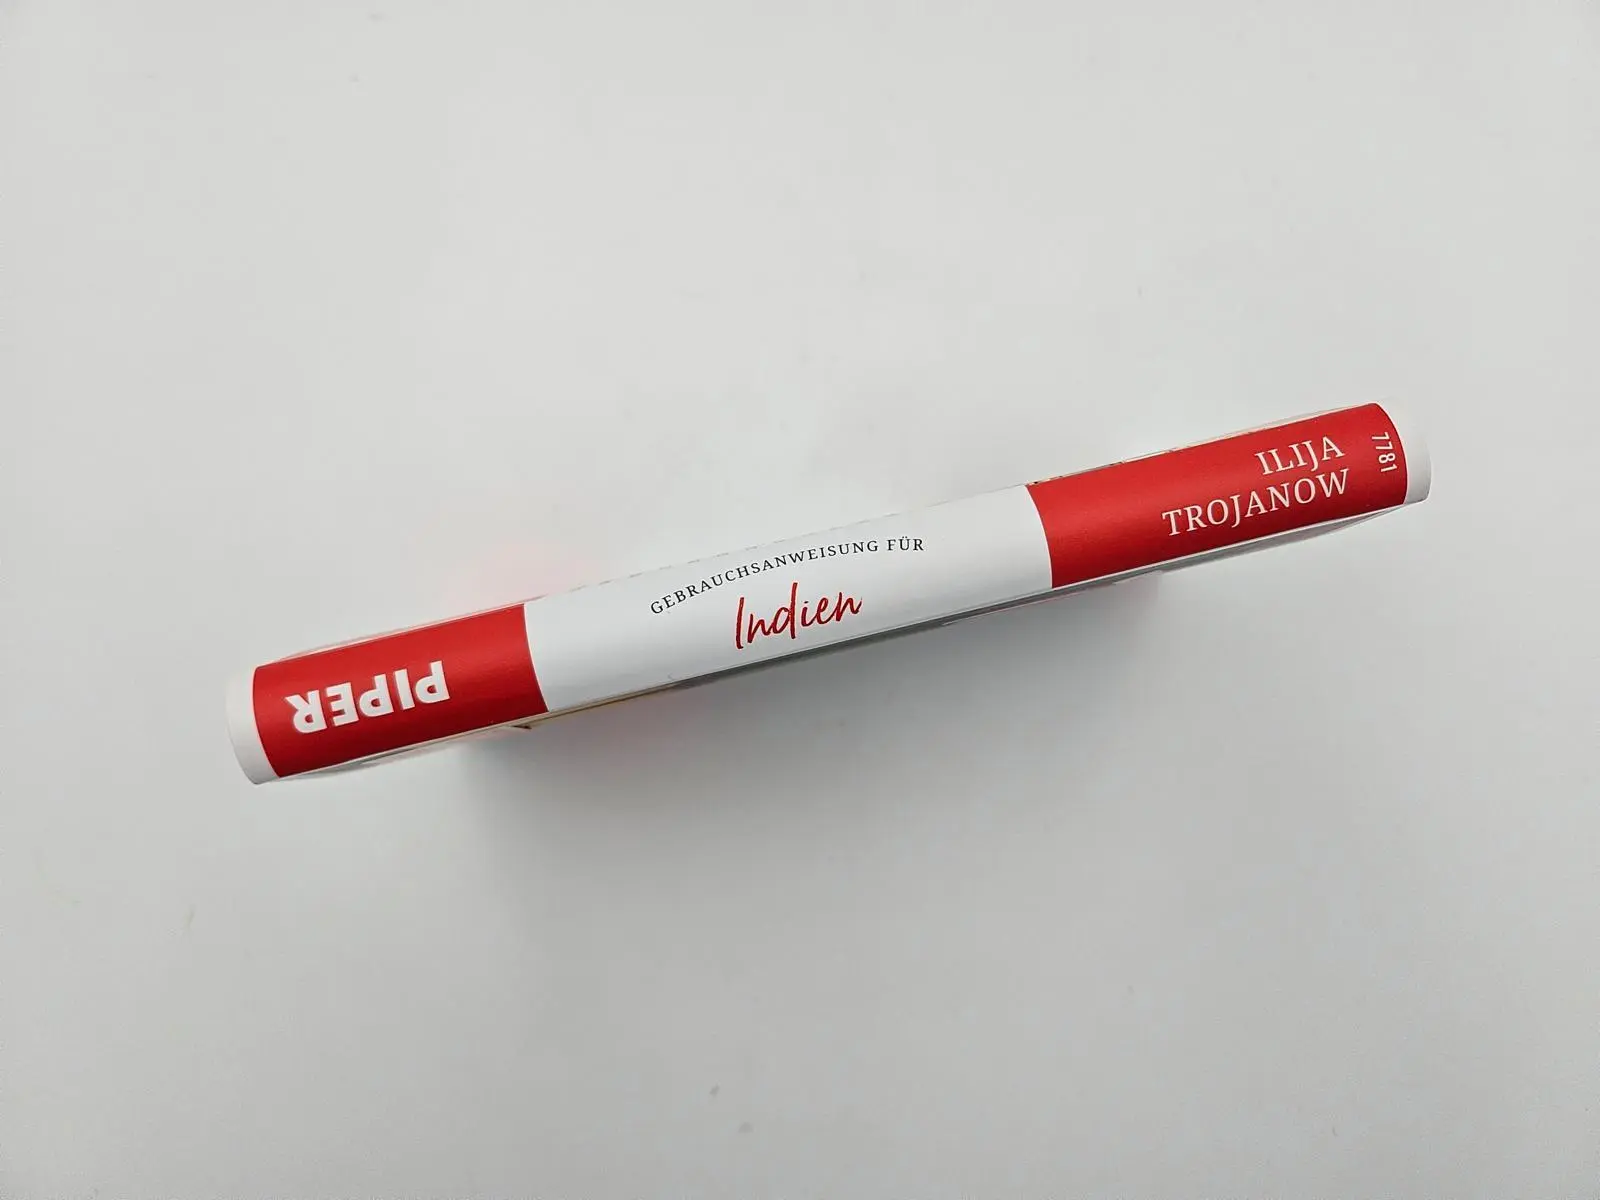 GEBRAUCHSANWEISUNG FÜR
Indien
ILIJA
TROJANOW
7781
PIPER